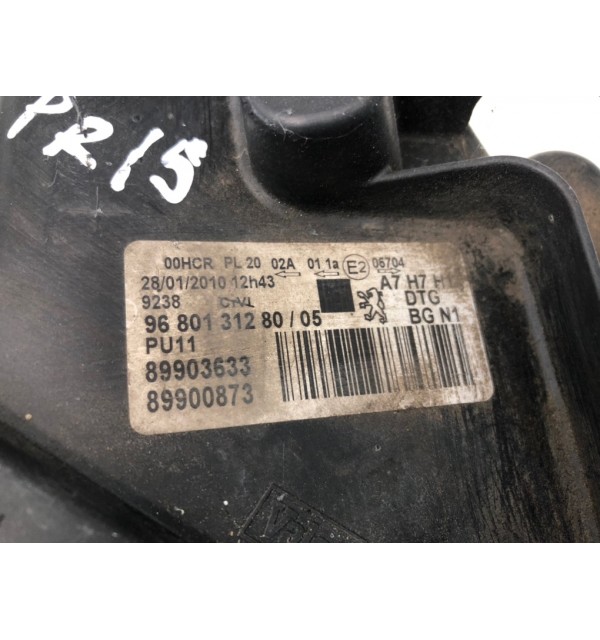 PR15
00HCR PL 20 02A 01 1a E2 06704
28/01/2010 12h43 A7 H7 H1
9238 DTG
96 801 312 80 / 05 BG N1
PU11
89903633
89900873